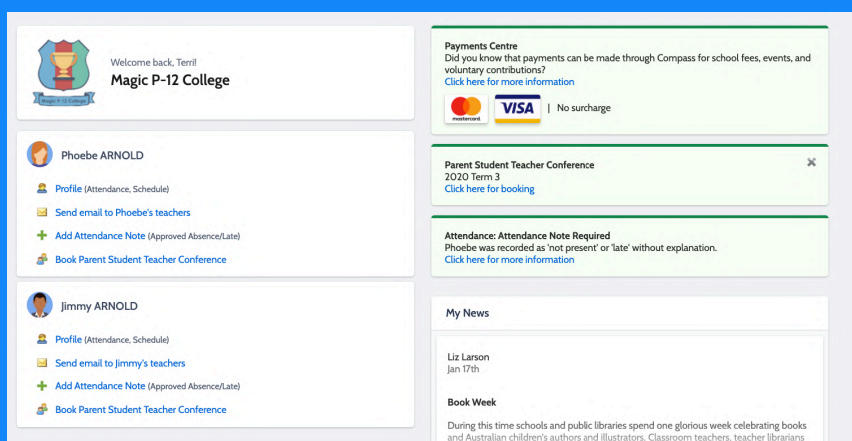 Welcome back, Terri!
Magic P-12 College
Magic P-12 College
Phoebe ARNOLD
Profile (Attendance, Schedule)
Send email to Phoebe's teachers
Add Attendance Note (Approved Absence/Late)
Book Parent Student Teacher Conference
Jimmy ARNOLD
Profile (Attendance, Schedule)
Send email to Jimmy's teachers
Add Attendance Note (Approved Absence/Late)
Book Parent Student Teacher Conference
Payments Centre
Did you know that payments can be made through Compass for school fees, events, and
voluntary contributions?
Click here for more information
mastercard. VISA | No surcharge
Parent Student Teacher Conference
2020 Term 3
Click here for booking
Attendance: Attendance Note Required
Phoebe was recorded as 'not present' or 'late' without explanation.
Click here for more information
My News
Liz Larson
Jan 17th
Book Week
During this time schools and public libraries spend one glorious week celebrating books
and Australian children's authors and illustrators. Classroom teachers, teacher librarians